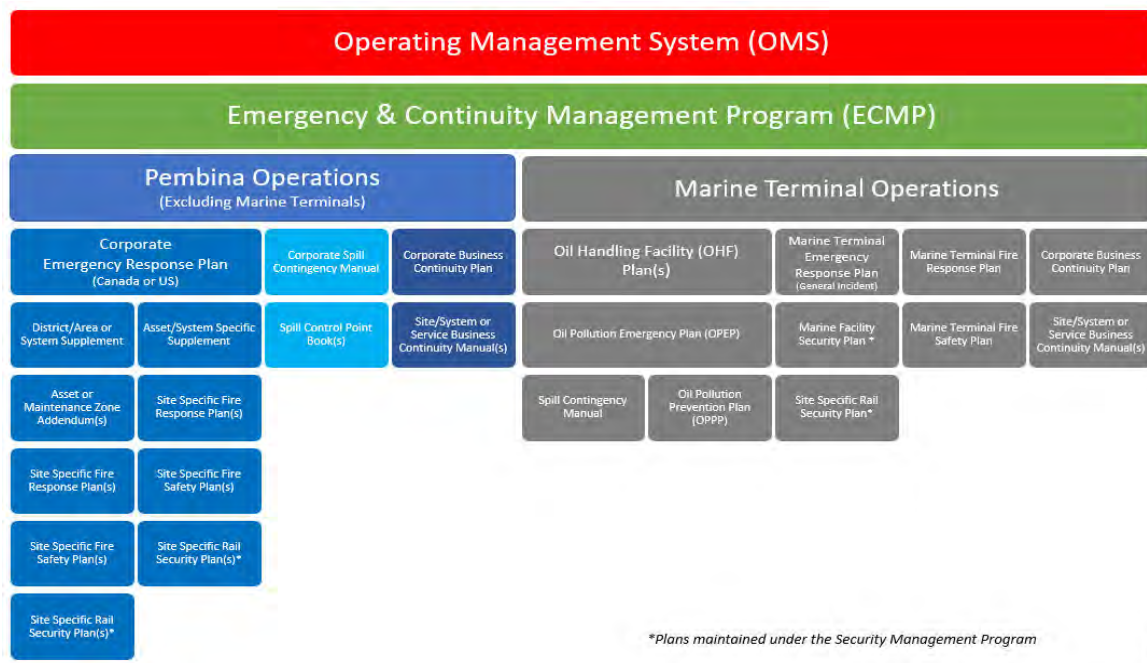 Operating Management System (OMS)
Emergency & Continuity Management Program (ECMP)
Pembina Operations
(Excluding Marine Terminals)
Marine Terminal Operations
Corporate
Emergency Response Plan
(Canada or US)
Corporate Spill
Contingency Manual
Corporate Business
Continuity Plan
Oil Handling Facility (OHF)
Plan(s)
Marine Terminal
Emergency
Response Plan
(General Incident)
Marine Terminal Fire
Response Plan
Corporate Business
Continuity Plan
District/Area or
System Supplement
Asset/System Specific
Supplement
Spill Control Point
Book(s)
Site/System or
Service Business
Continuity Manual(s)
Oil Pollution Emergency Plan (OPEP)
Marine Facility
Security Plan *
Marine Terminal Fire
Safety Plan
Site/System or
Service Business
Continuity Manual(s)
Asset or
Maintenance Zone
Addendum(s)
Site Specific Fire
Response Plan(s)
Spill Contingency
Manual
Oil Pollution
Prevention Plan
(OPPP)
Site Specific Rail
Security Plan*
Site Specific Fire
Response Plan(s)
Site Specific Fire
Safety Plan(s)
Site Specific Fire
Safety Plan(s)
Site Specific Rail
Security Plan(s)*
Site Specific Rail
Security Plan(s)*
*Plans maintained under the Security Management Program